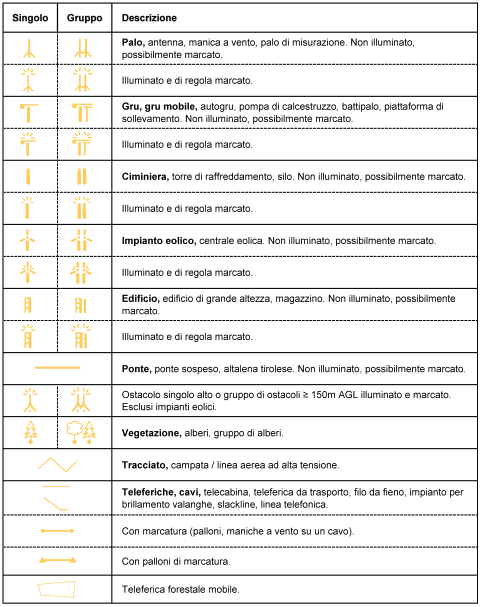 Singolo Gruppo Descrizione
Palo, antenna, manica a vento, palo di misurazione. Non illuminato,
possibilmente marcato.
Illuminato e di regola marcato.
Gru, gru mobile, autogru, pompa di calcestruzzo, battipalo, piattaforma di
sollevamento. Non illuminato, possibilmente marcato.
Illuminato e di regola marcato.
Ciminiera, torre di raffreddamento, silo. Non illuminato, possibilmente marcato.
Illuminato e di regola marcato.
Impianto eolico, centrale eolica. Non illuminato, possibilmente marcato.
Illuminato e di regola marcato.
Edificio, edificio di grande altezza, magazzino. Non illuminato, possibilmente
marcato.
Illuminato e di regola marcato.
Ponte, ponte sospeso, altalena tirolese. Non illuminato, possibilmente marcato.
Ostacolo singolo alto o gruppo di ostacoli ≥ 150m AGL illuminato e marcato.
Esclusi impianti eolici.
Vegetazione, alberi, gruppo di alberi.
Tracciato, campata / linea aerea ad alta tensione.
Teleferiche, cavi, telecabina, teleferica da trasporto, filo da fieno, impianto per
brillamento valanghe, slackline, linea telefonica.
Con marcatura (palloni, maniche a vento su un cavo).
Con palloni di marcatura.
Teleferica forestale mobile.